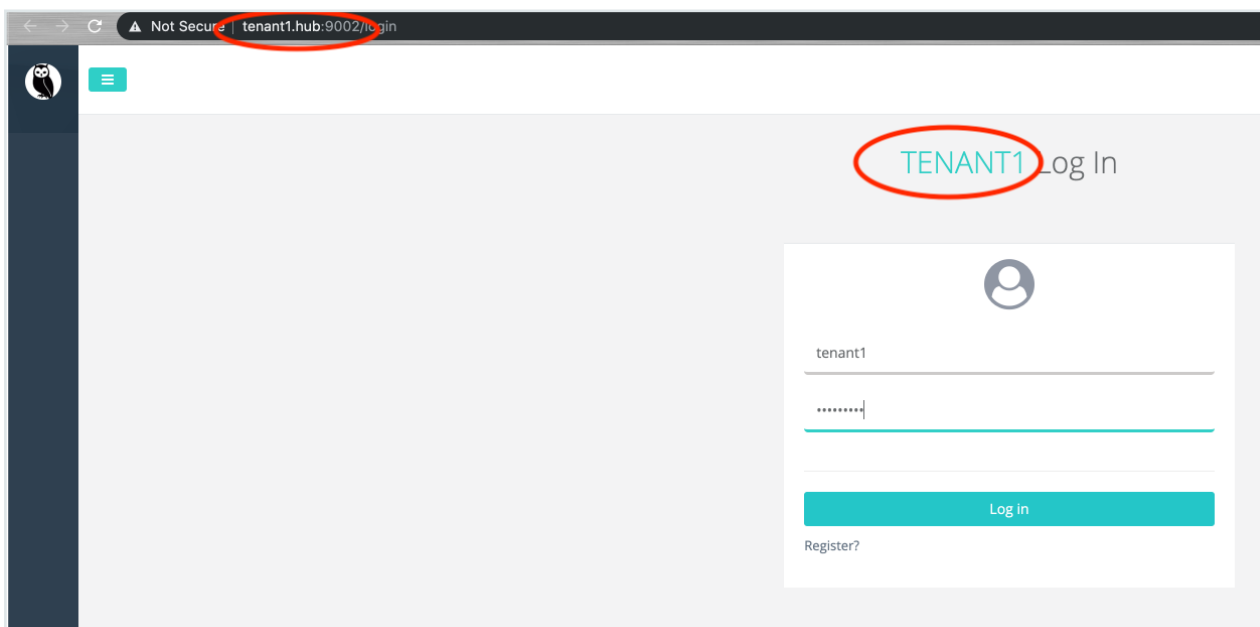 Not Secure | tenant1.hub:9002/login
TENANT1 Log In
tenant1
•••••••••
Log in
Register?